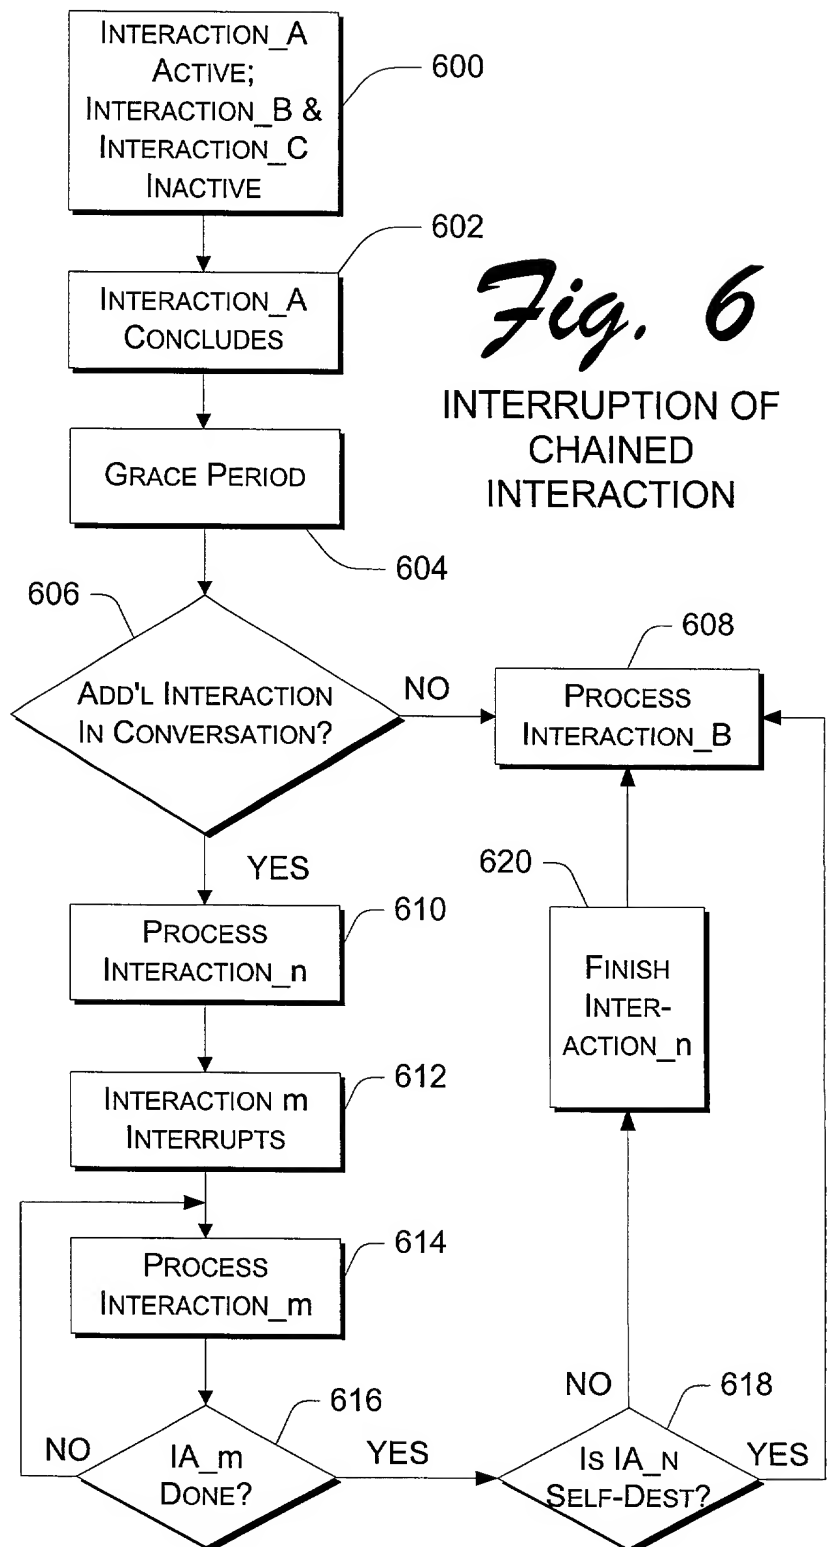 INTERACTION_A
ACTIVE;
INTERACTION_B &
INTERACTION_C
INACTIVE
600
602
INTERACTION_A
CONCLUDES
Fig. 6
INTERRUPTION OF
CHAINED
INTERACTION
GRACE PERIOD
604
606
ADD'L INTERACTION
IN CONVERSATION?
NO
608
PROCESS
INTERACTION_B
YES
610
PROCESS
INTERACTION_n
620
FINISH
INTER-
ACTION_n
612
INTERACTION m
INTERRUPTS
614
PROCESS
INTERACTION_m
616
NO
IA_m
DONE?
YES
NO
618
IS IA_N
SELF-DEST?
YES